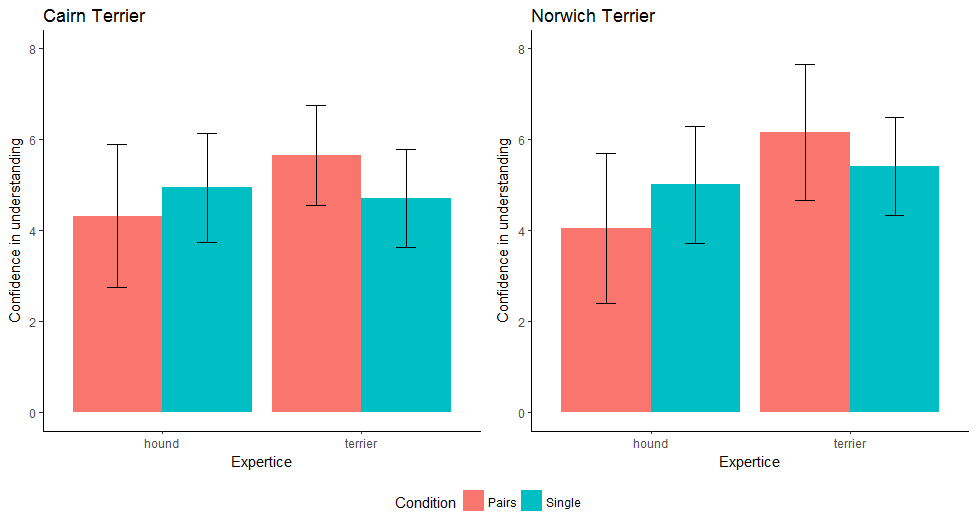 Cairn Terrier
Confidence in understanding
8
6
4
2
0
hound terrier
Expertice
Norwich Terrier
Confidence in understanding
8
6
4
2
0
hound terrier
Expertice
Condition Pairs Single